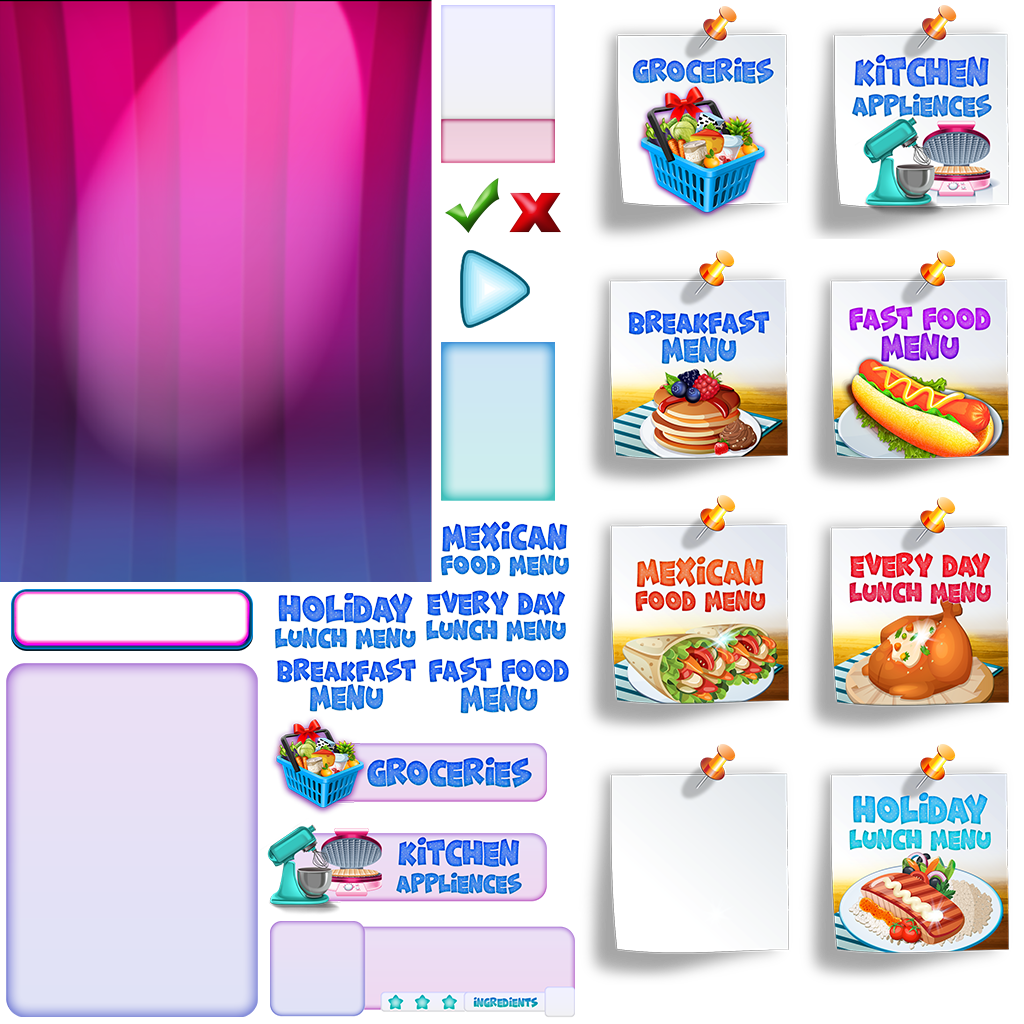 GROCERIES
KITCHEN
APPLIENCES
BREAKFAST
MENU
FAST FOOD
MENU
MEXICAN
FOOD MENU
EVERY DAY
LUNCH MENU
HOLIDAY
LUNCH MENU
MEXICAN
FOOD MENU
HOLIDAY
LUNCH MENU
EVERY DAY
LUNCH MENU
BREAKFAST
MENU
FAST FOOD
MENU
GROCERIES
KITCHEN
APPLIENCES
INGREDIENTS